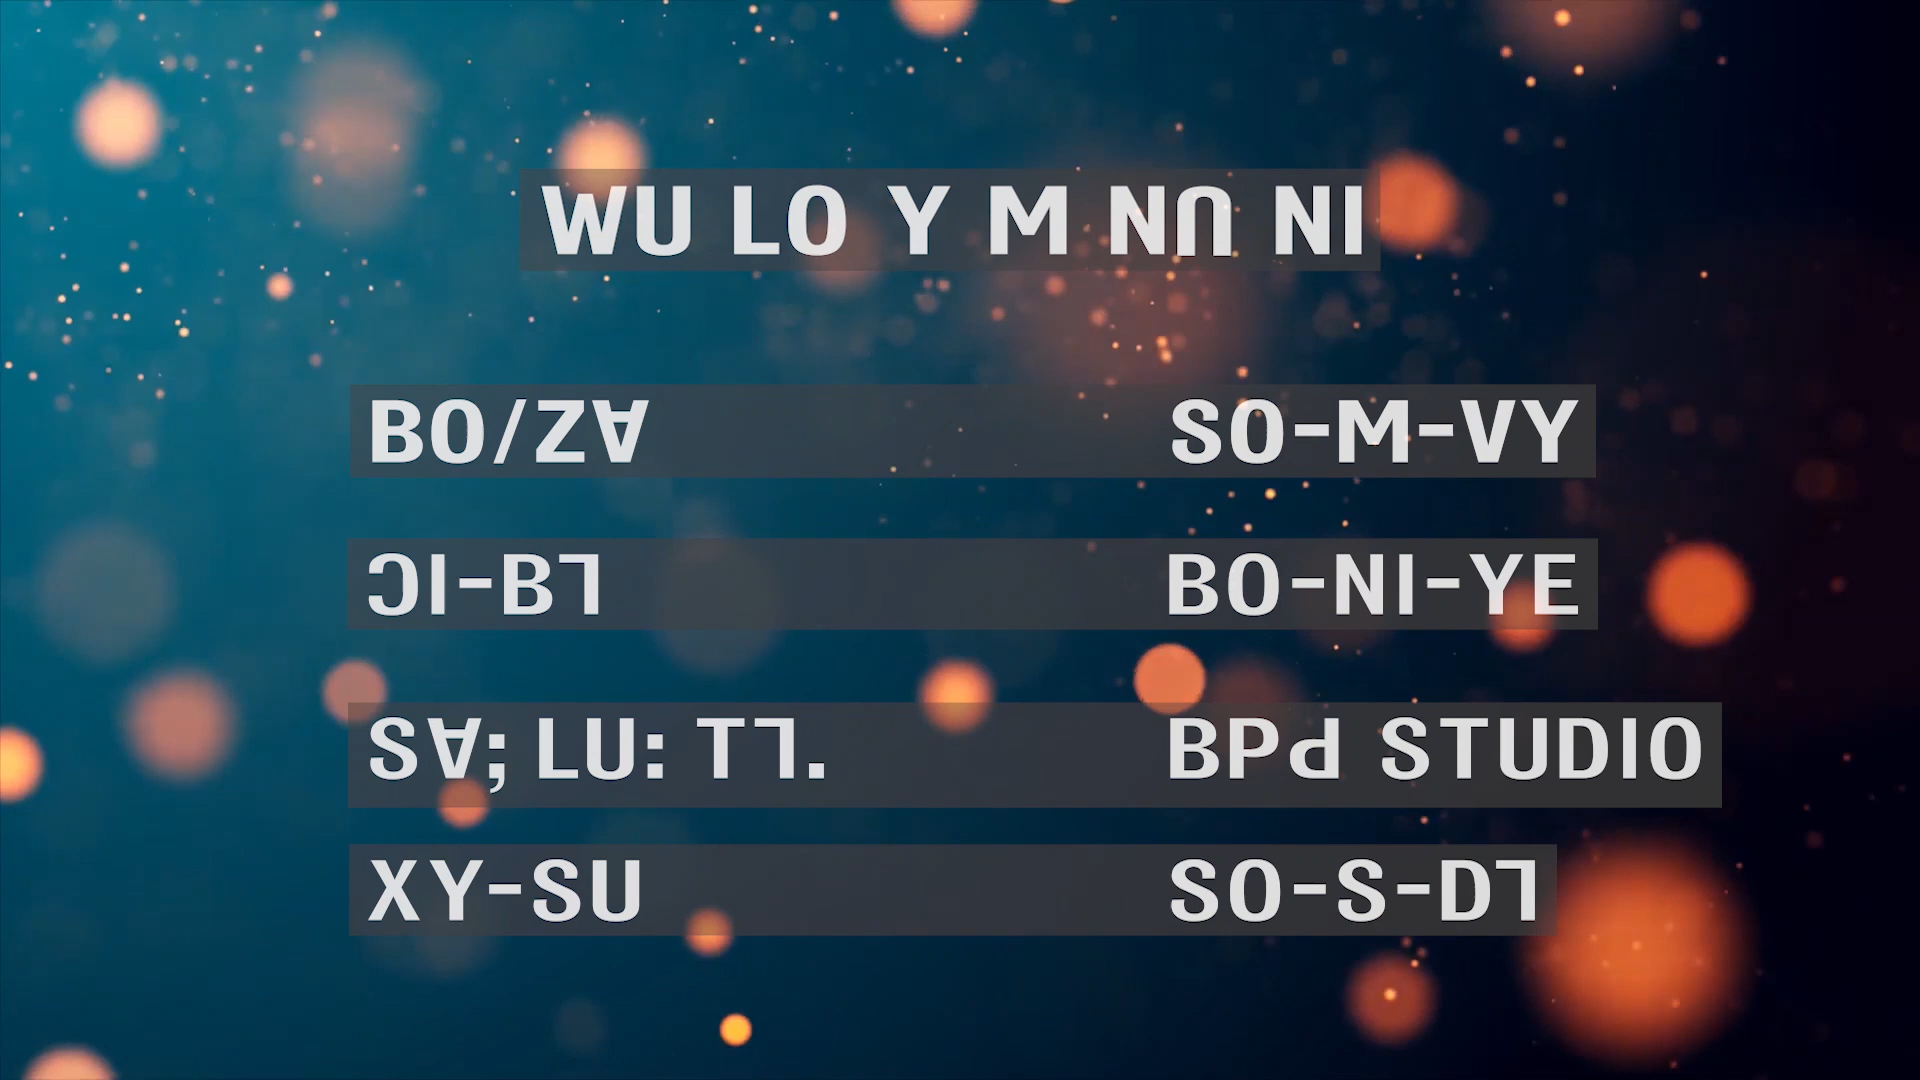 ꓪꓴ ꓡꓳ ꓬ ꓟ ꓠꓵ ꓠꓲ
ꓐꓳ/ꓜꓯ ꓢꓳ-ꓟ-ꓦꓬ
ꓛꓲ-ꓐꓶ ꓐꓳ-ꓠꓲ-ꓬꓰ
ꓢꓯꓼ ꓡꓴꓽ ꓔꓶꓸ ꓐꓑꓒ STUDIO
ꓫꓬ-ꓢꓴ ꓢꓳ-ꓢ-ꓓꓶ